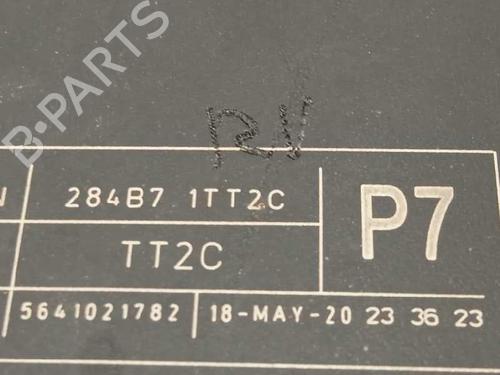 B-PARTS
RH
N 284B7 1TT2C P7
TT2C
5641021782 18-MAY-20 23 36 23